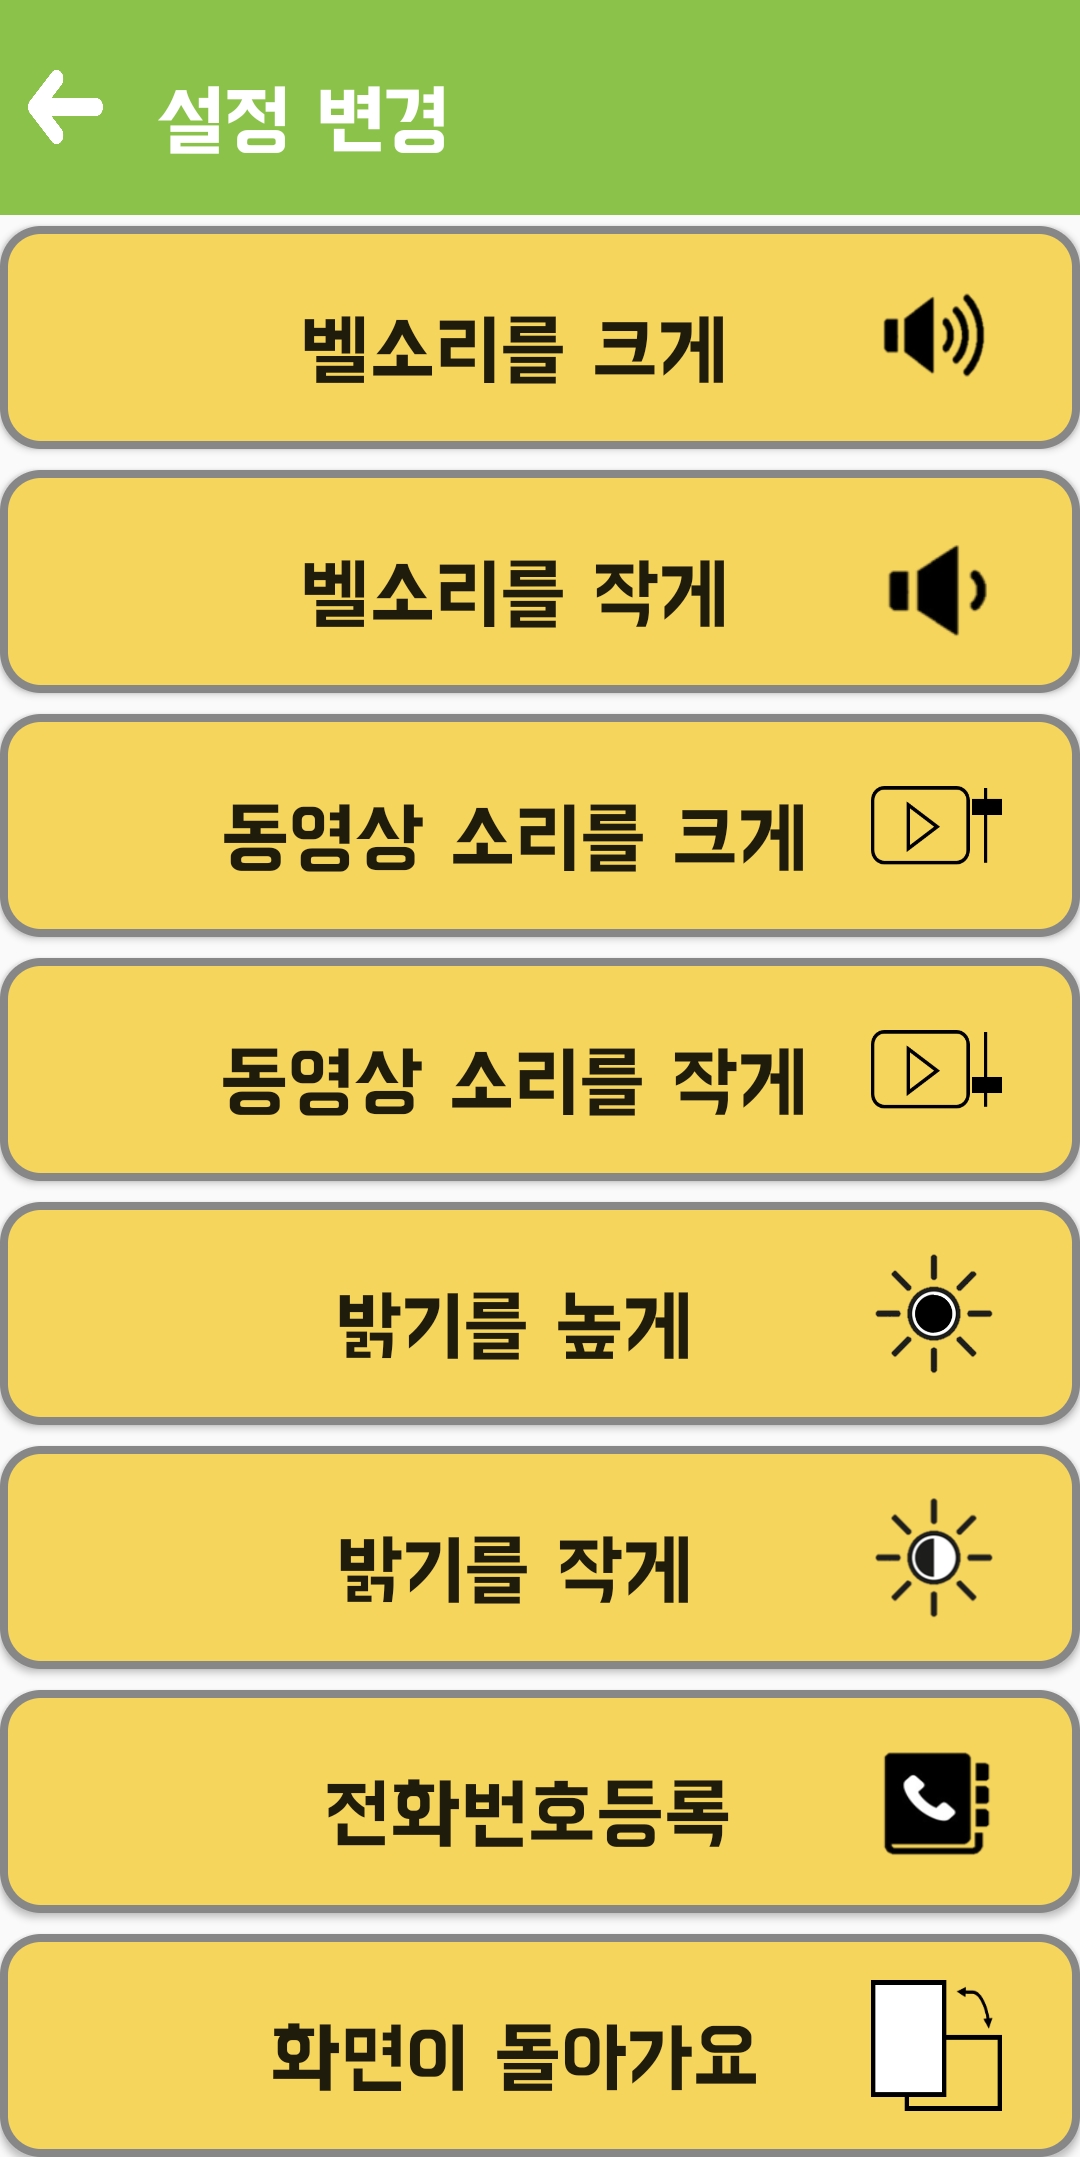 설정 변경
벨소리를 크게
벨소리를 작게
동영상 소리를 크게
동영상 소리를 작게
밝기를 높게
밝기를 작게
전화번호등록
화면이 돌아가요